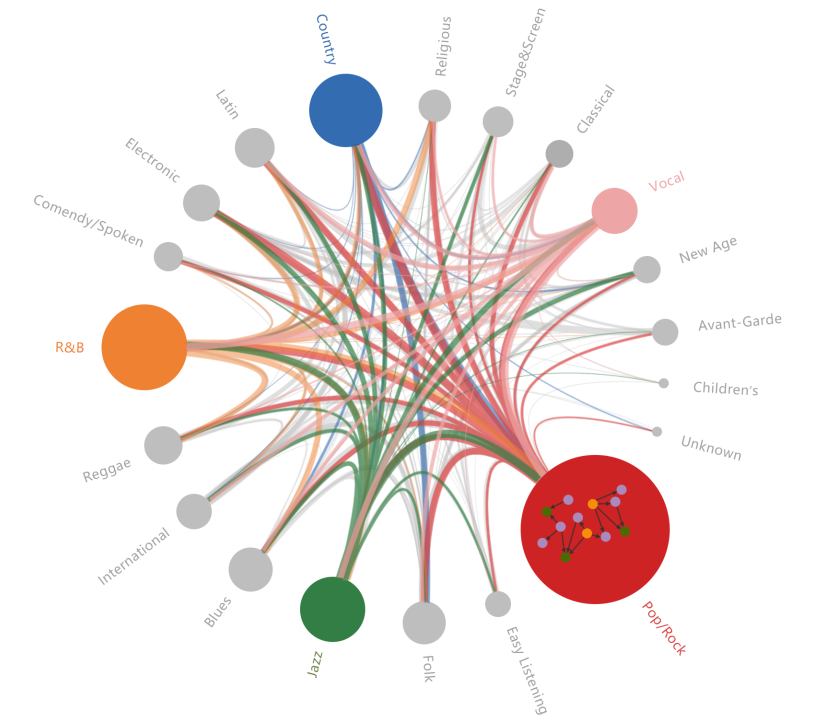 Country
Religious
Stage&Screen
Classical
Vocal
New Age
Avant-Garde
Children's
Unknown
Pop/Rock
Easy Listening
Folk
Jazz
Blues
International
Reggae
R&B
Comendy/Spoken
Electronic
Latin